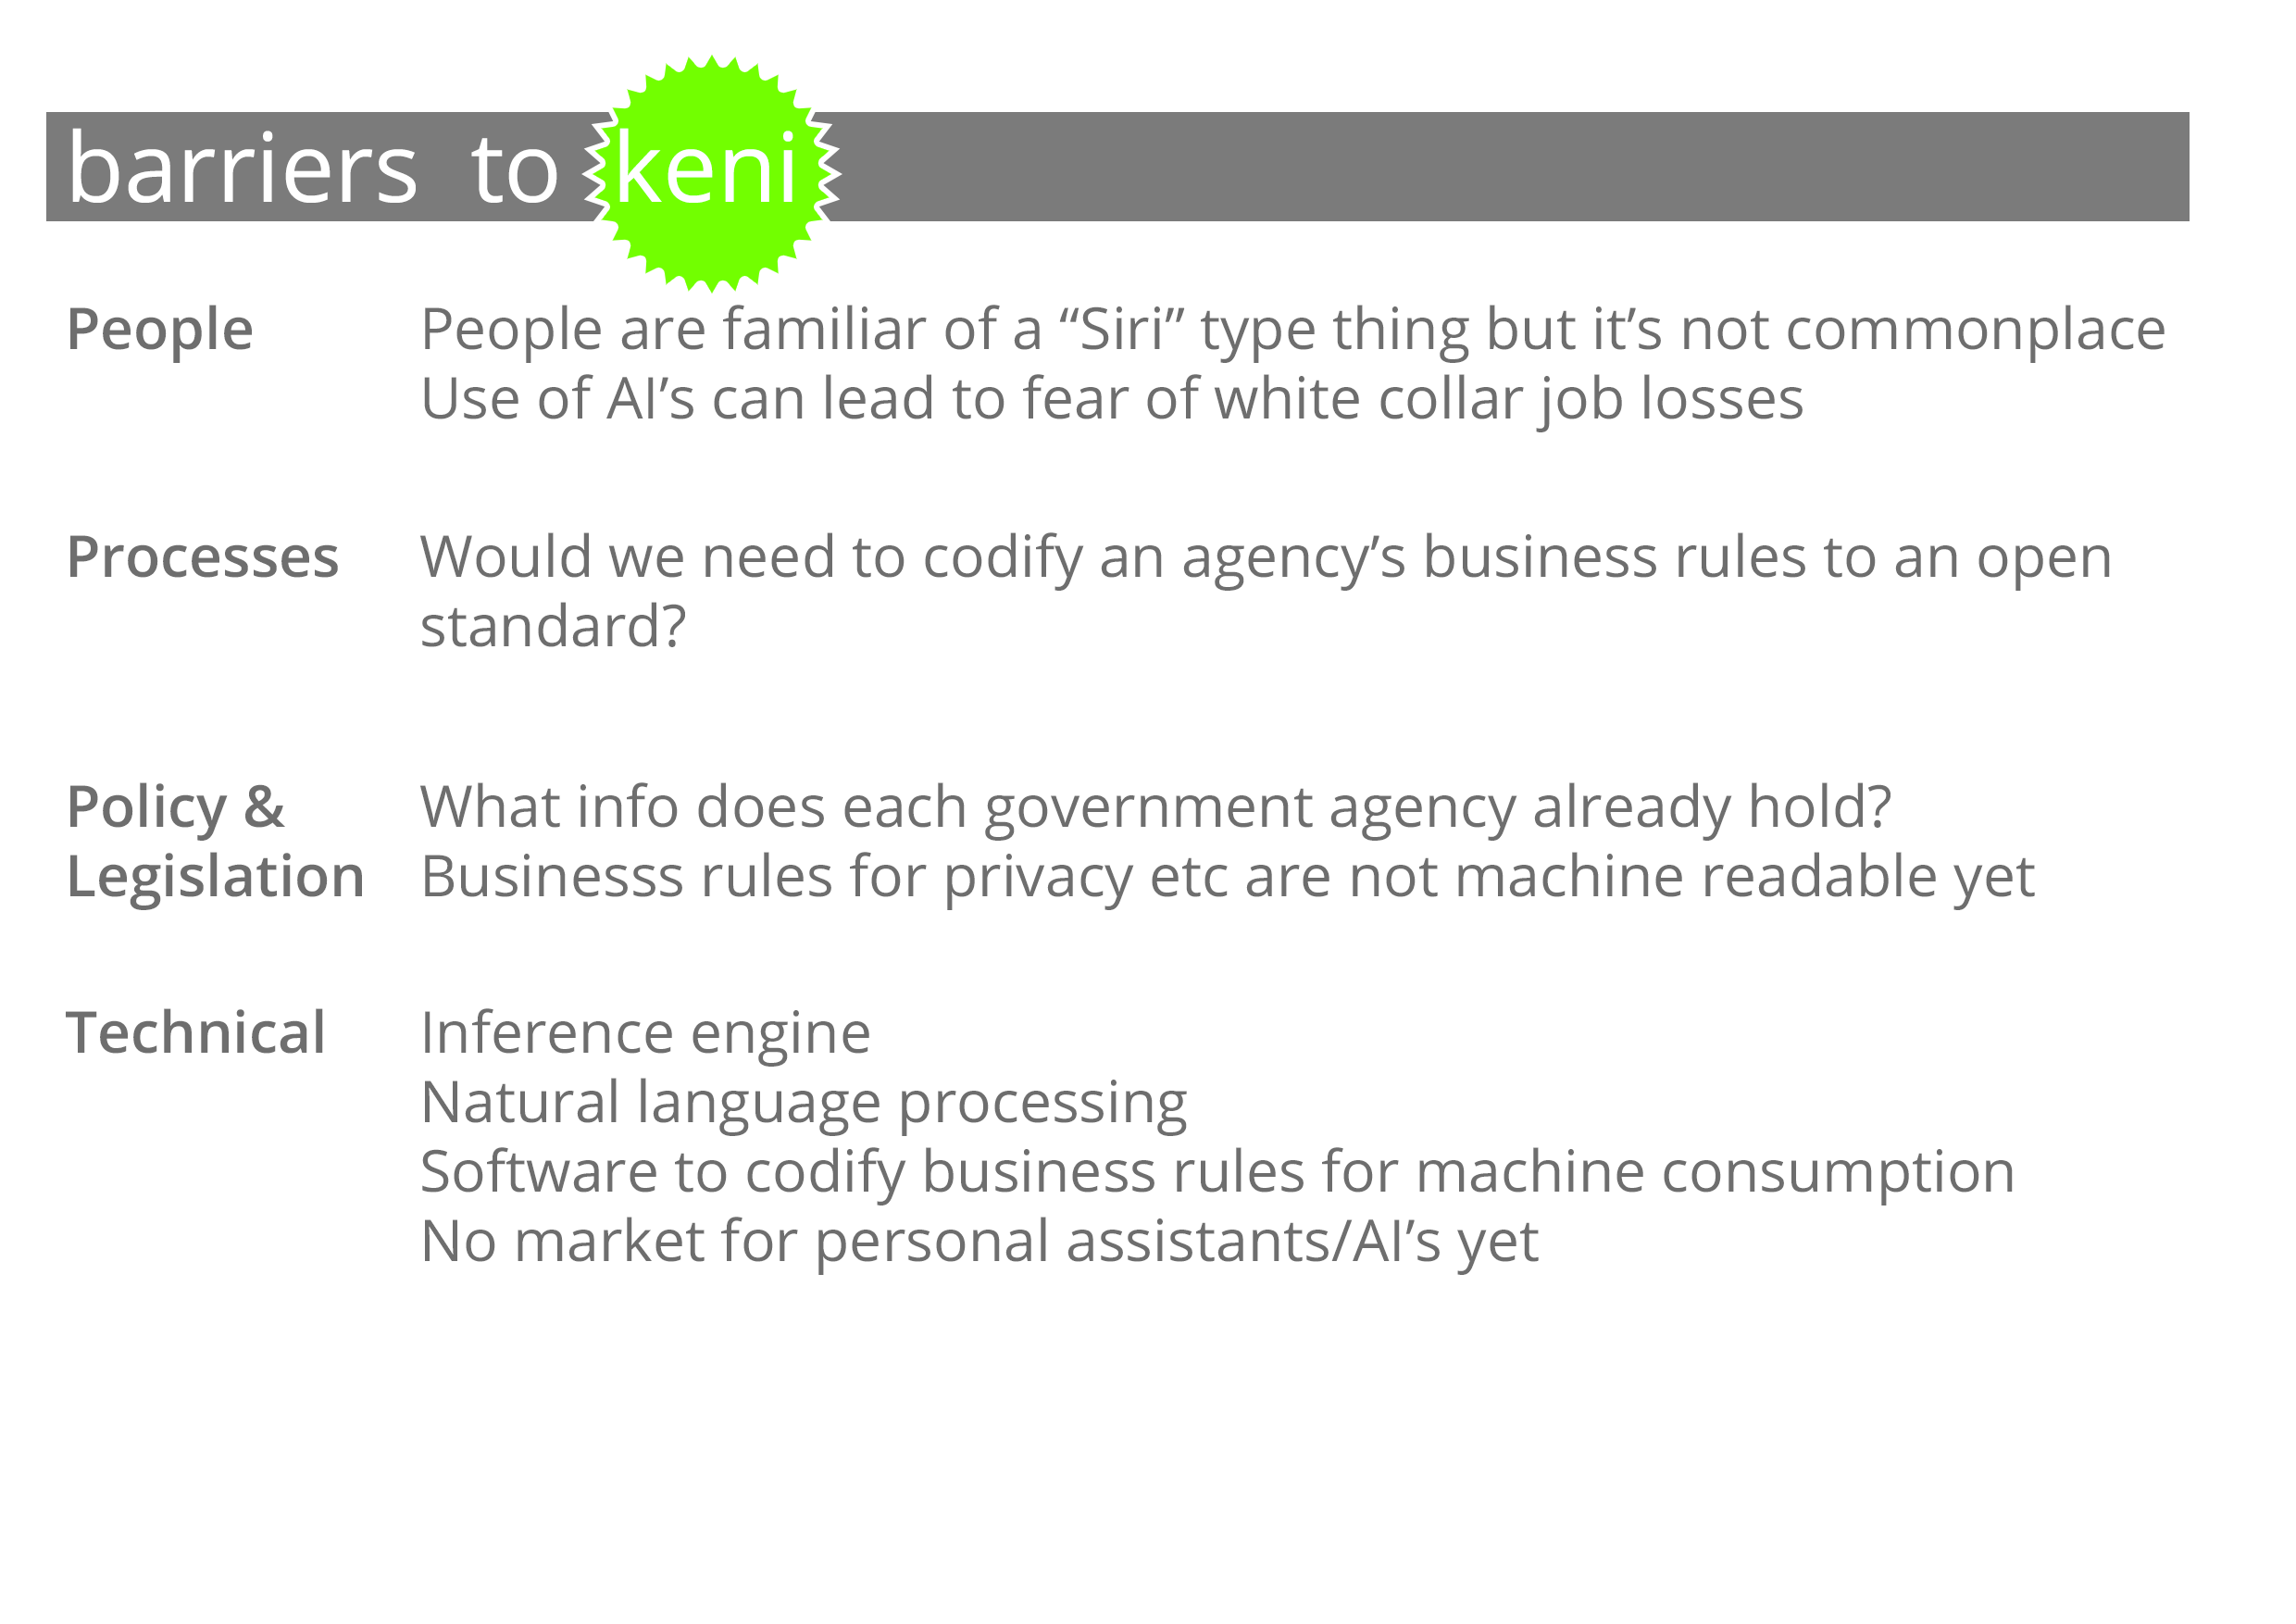 barriers to keni
People
People are familiar of a “Siri” type thing but it’s not commonplace
Use of AI’s can lead to fear of white collar job losses
Processes
Would we need to codify an agency’s business rules to an open
standard?
Policy &
Legislation
What info does each government agency already hold?
Businesss rules for privacy etc are not machine readable yet
Technical
Inference engine
Natural language processing
Software to codify business rules for machine consumption
No market for personal assistants/AI’s yet